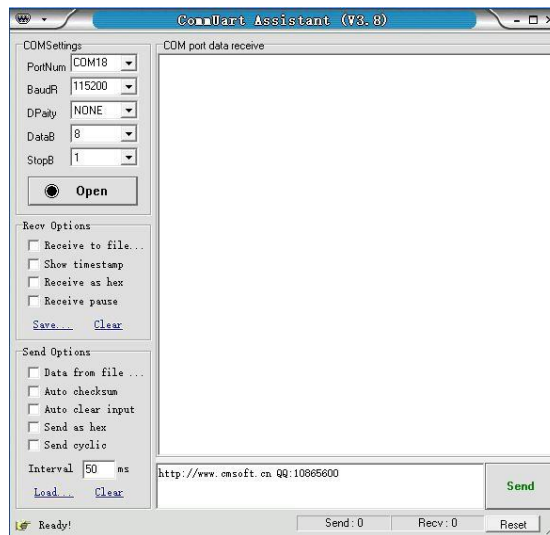 CommUart Assistant (V3.8)
COMSettings
PortNum COM18
BaudR 115200
DPaity NONE
DataB 8
StopB 1
Open
Recv Options
Receive to file...
Show timestamp
Receive as hex
Receive pause
Save... Clear
Send Options
Data from file ...
Auto checksum
Auto clear input
Send as hex
Send cyclic
Interval 50 ms
Load... Clear
COM port data receive
http://www.cmsoft.cn QQ:10865600
Send
Ready!
Send : 0
Recv : 0
Reset